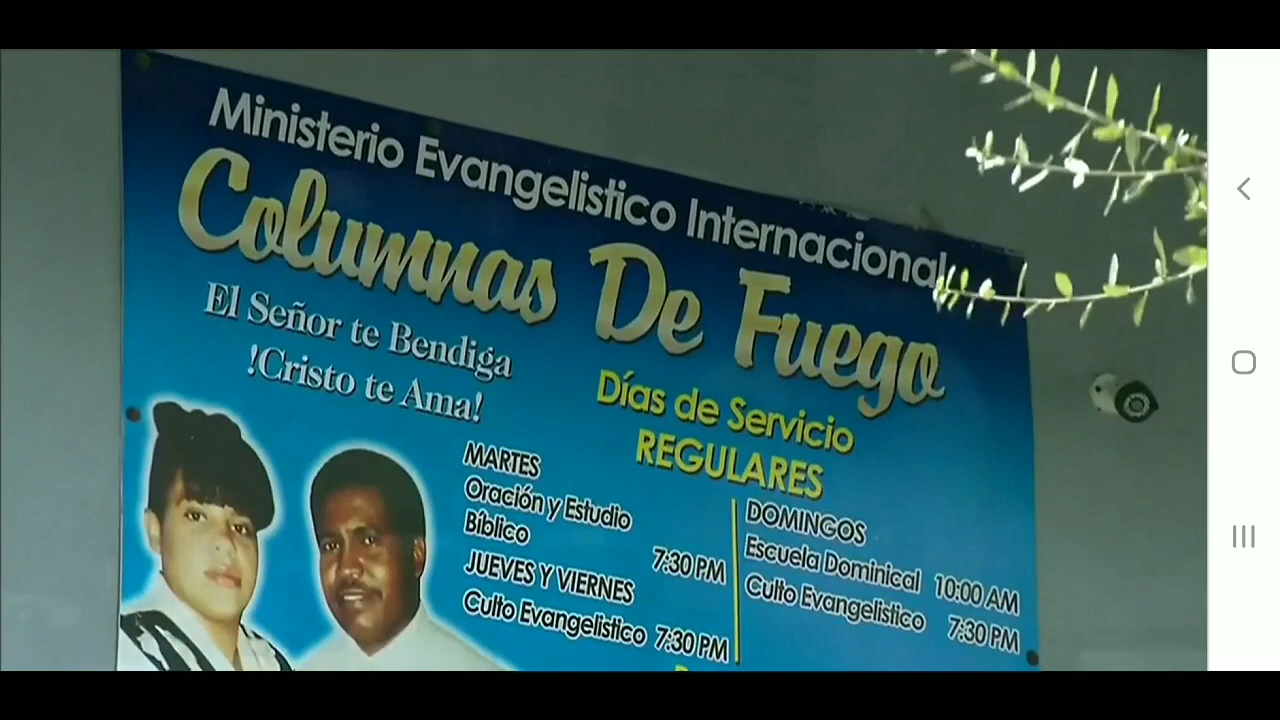 Ministerio Evangelistico Internacional
Columnas De Fuego
El Señor te Bendiga
!Cristo te Ama!
Días de Servicio
REGULARES
MARTES
Oración y Estudio
Bíblico
7:30 PM
JUEVES Y VIERNES
Culto Evangelistico 7:30 PM
DOMINGOS
Escuela Dominical 10:00 AM
Culto Evangelistico 7:30 PM